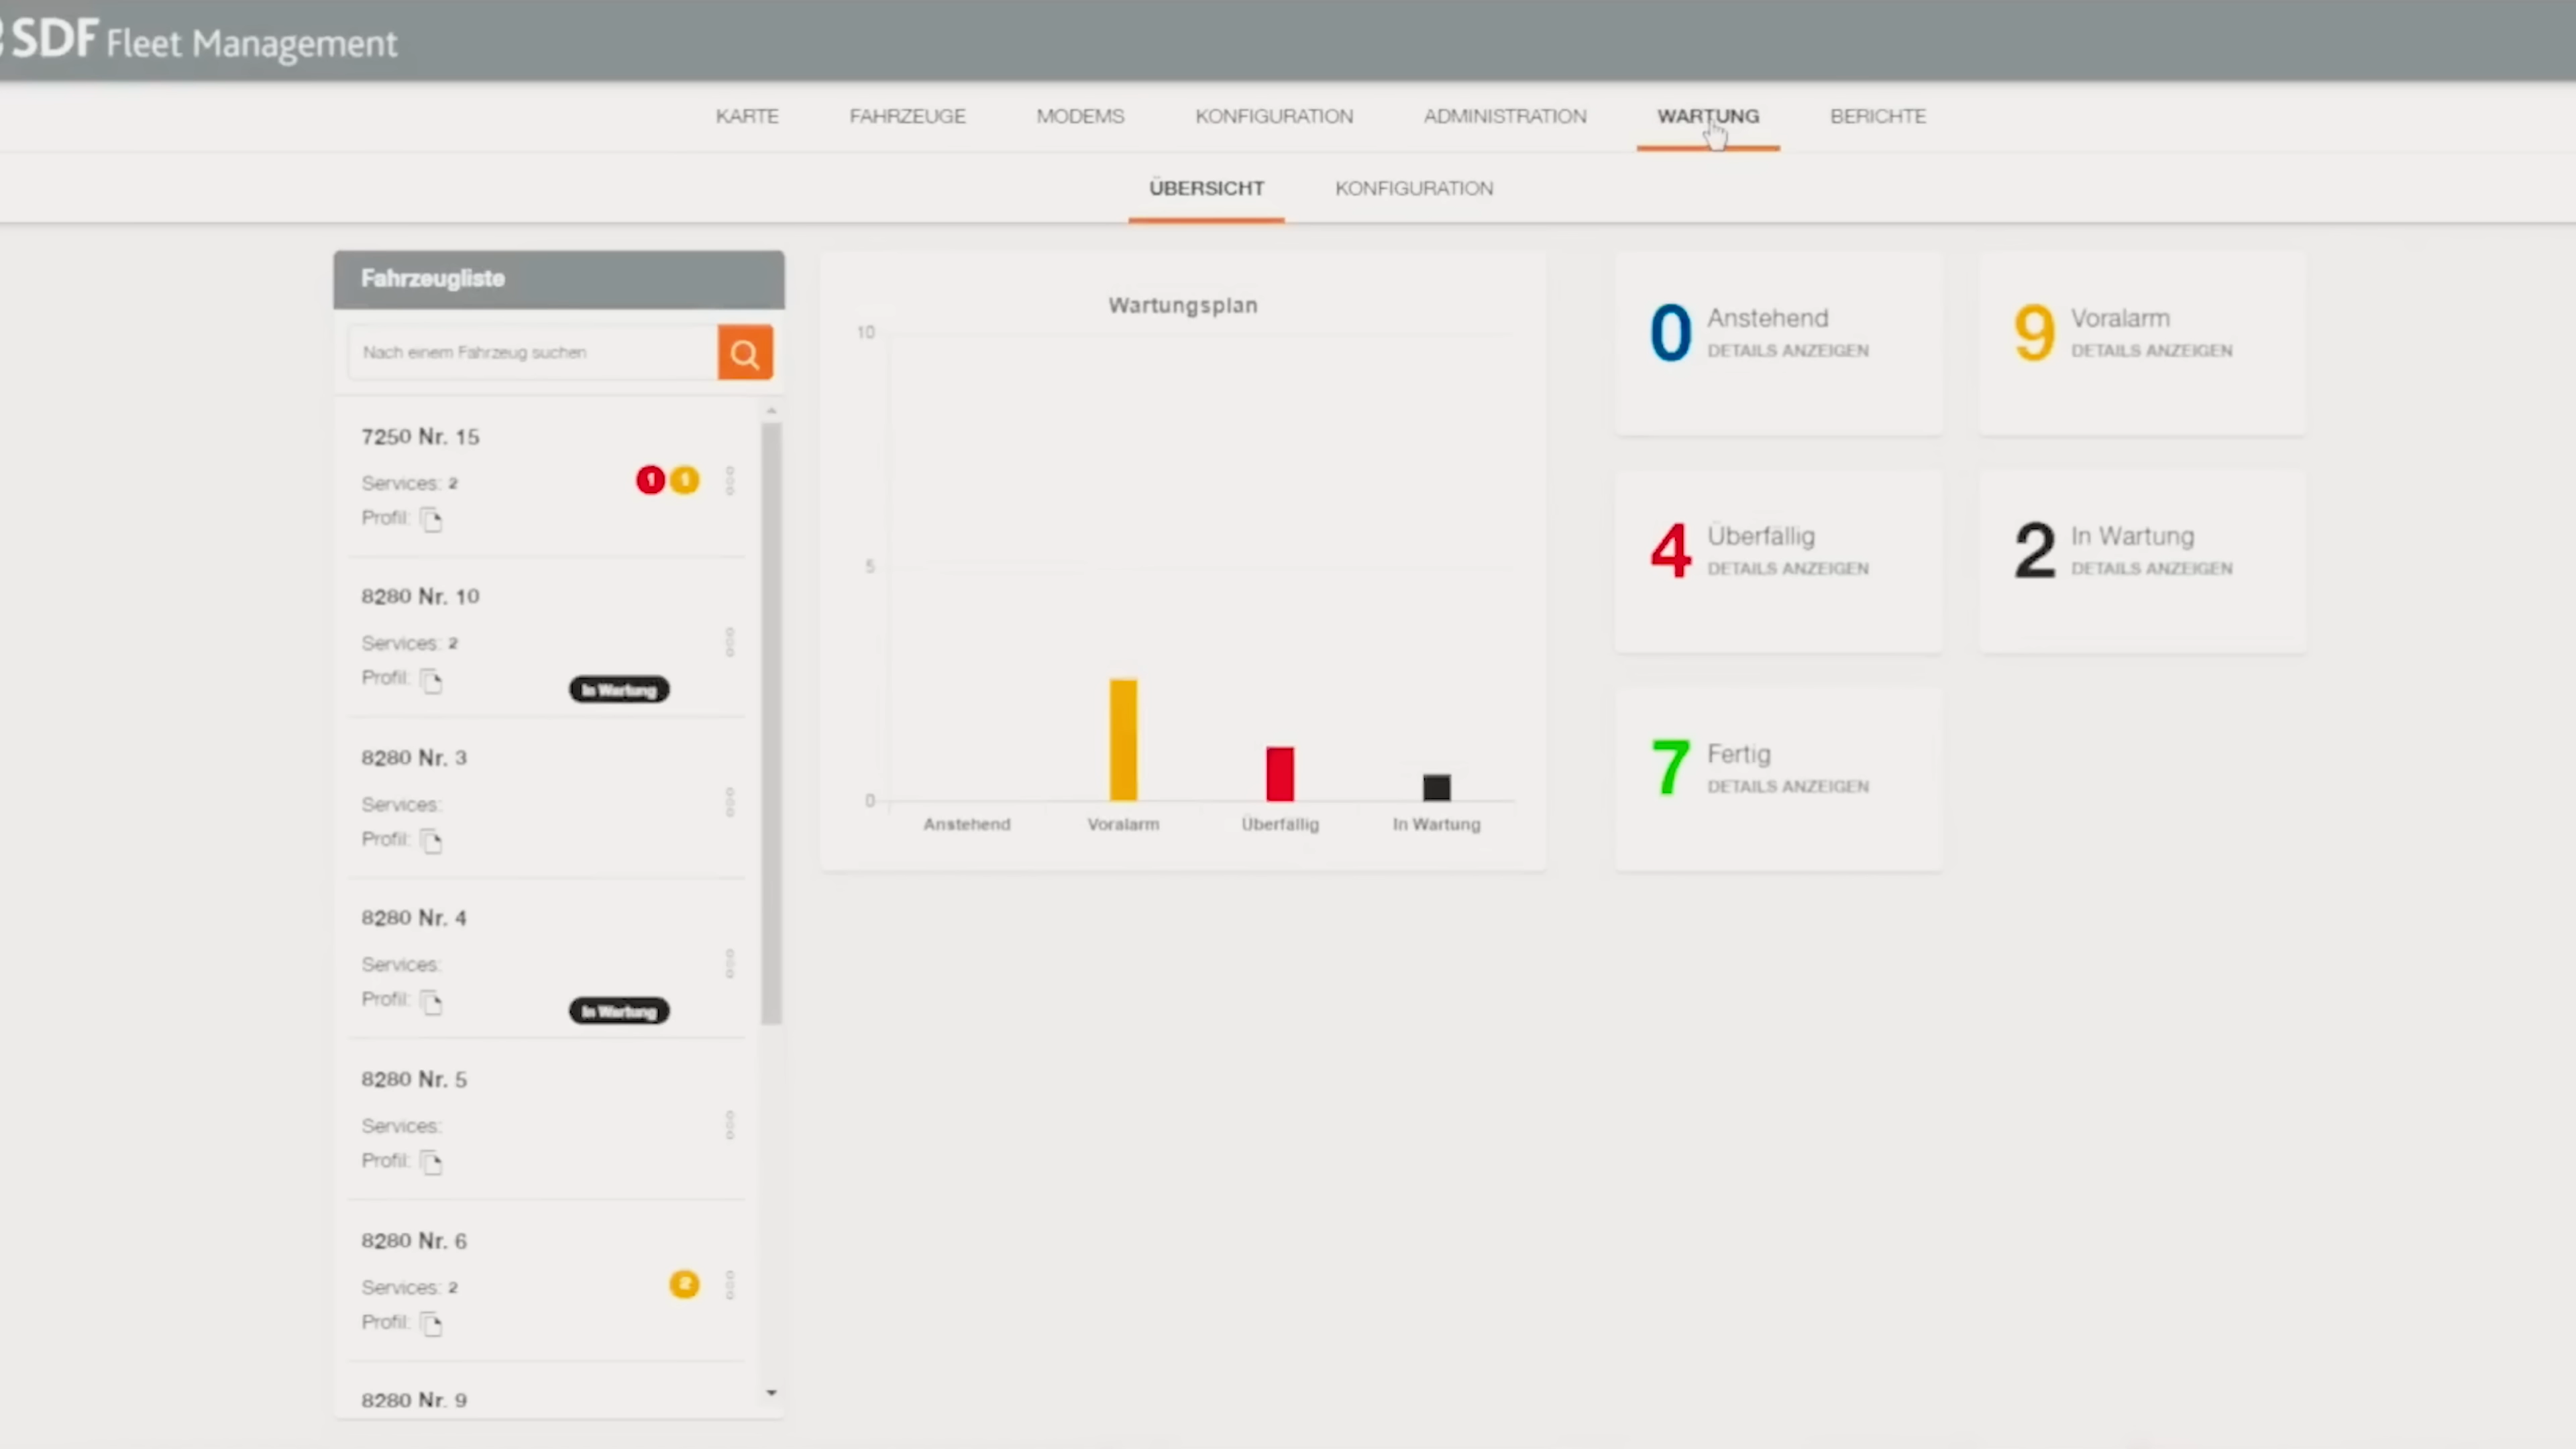 SDF Fleet Management
KARTE FAHRZEUGE MODEMS KONFIGURATION ADMINISTRATION WARTUNG BERICHTE
ÜBERSICHT KONFIGURATION
Fahrzeugliste
Nach einem Fahrzeug suchen
7250 Nr. 15
Services: 2
1 1
Profil:
8280 Nr. 10
Services: 2
Profil:
In Wartung
8280 Nr. 3
Services:
Profil:
8280 Nr. 4
Services:
Profil:
In Wartung
8280 Nr. 5
Services:
Profil:
8280 Nr. 6
Services: 2
2
Profil:
8280 Nr. 9
Wartungsplan
10
5
0
Anstehend Voralarm Überfällig In Wartung
0 Anstehend
DETAILS ANZEIGEN
9 Voralarm
DETAILS ANZEIGEN
4 Überfällig
DETAILS ANZEIGEN
2 In Wartung
DETAILS ANZEIGEN
7 Fertig
DETAILS ANZEIGEN